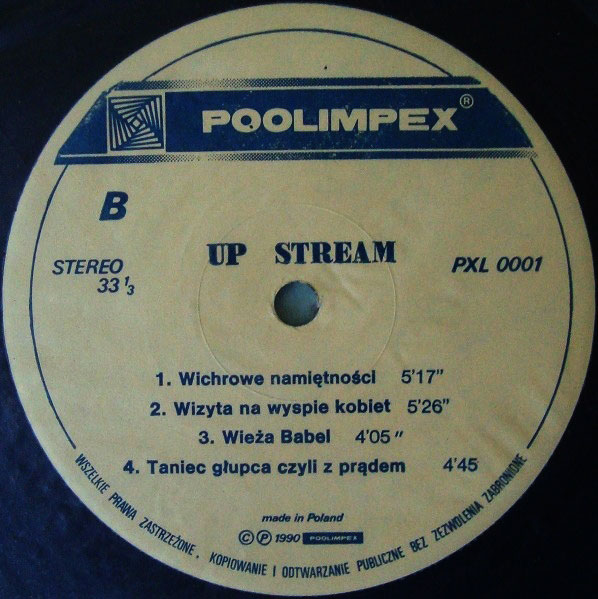 POOLIMPEX®
B
UP STREAM
STEREO
33 1/3
PXL 0001
1. Wichrowe namiętności 5'17"
2. Wizyta na wyspie kobiet 5'26"
3. Wieża Babel 4'05"
4. Taniec głupca czyli z prądem 4'45
made in Poland
© ℗ 1990 POOLIMPEX
WSZELKIE PRAWA ZASTRZEŻONE. KOPIOWANIE I ODTWARZANIE PUBLICZNE BEZ ZEZWOLENIA ZABRONIONE